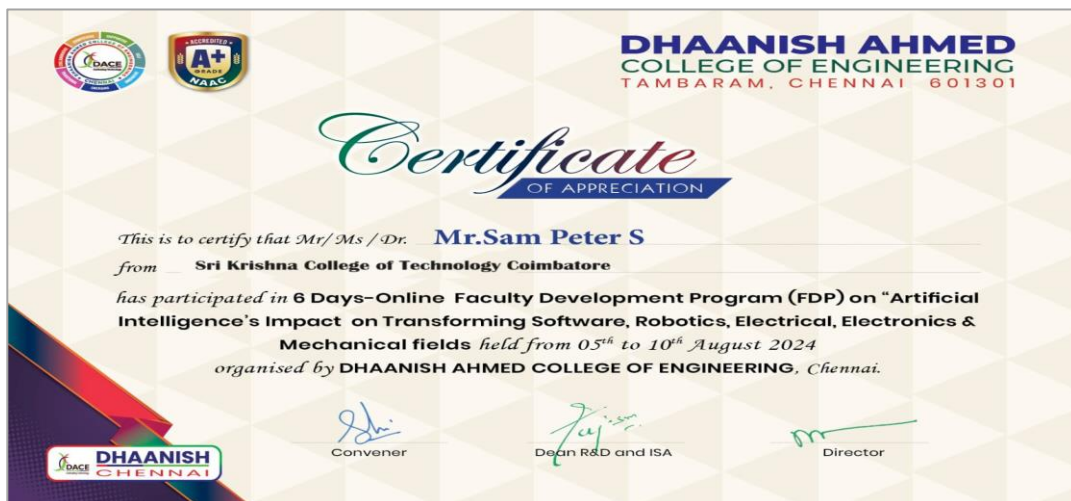 DACE
ACCREDITED
A+
GRADE
NAAC
DHAANISH AHMED
COLLEGE OF ENGINEERING
TAMBARAM, CHENNAI 601301
Certificate
OF APPRECIATION
This is to certify that Mr/ Ms / Dr. Mr.Sam Peter S
from Sri Krishna College of Technology Coimbatore
has participated in 6 Days-Online Faculty Development Program (FDP) on “Artificial
Intelligence's Impact on Transforming Software, Robotics, Electrical, Electronics &
Mechanical fields held from 05th to 10th August 2024
organised by DHAANISH AHMED COLLEGE OF ENGINEERING, Chennai.
Convener
Dean R&D and ISA
Director
DACE DHAANISH
CHENNAI